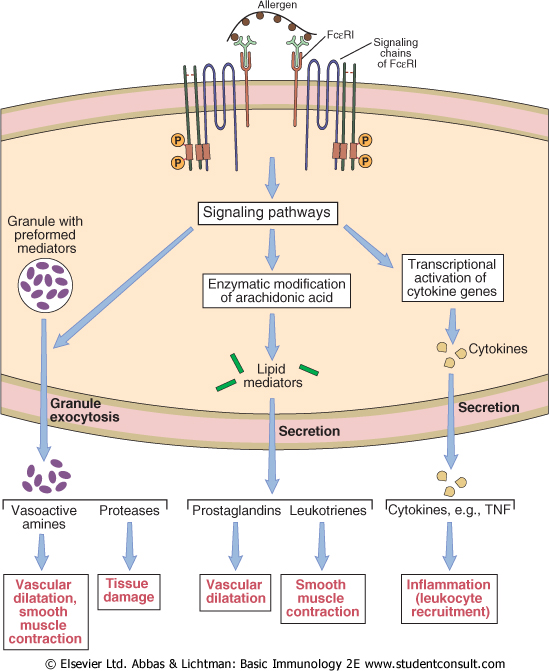 Allergen
FcεRI
Signaling
chains
of FcεRI
P
P
P
P
Signaling pathways
Granule with
preformed
mediators
Enzymatic modification
of arachidonic acid
Transcriptional
activation of
cytokine genes
Cytokines
Lipid
mediators
Granule
exocytosis
Secretion
Secretion
Vasoactive
amines
Proteases
Prostaglandins
Leukotrienes
Cytokines, e.g., TNF
Vascular
dilatation,
smooth
muscle
contraction
Tissue
damage
Vascular
dilatation
Smooth
muscle
contraction
Inflammation
(leukocyte
recruitment)
© Elsevier Ltd. Abbas & Lichtman: Basic Immunology 2E www.studentconsult.com